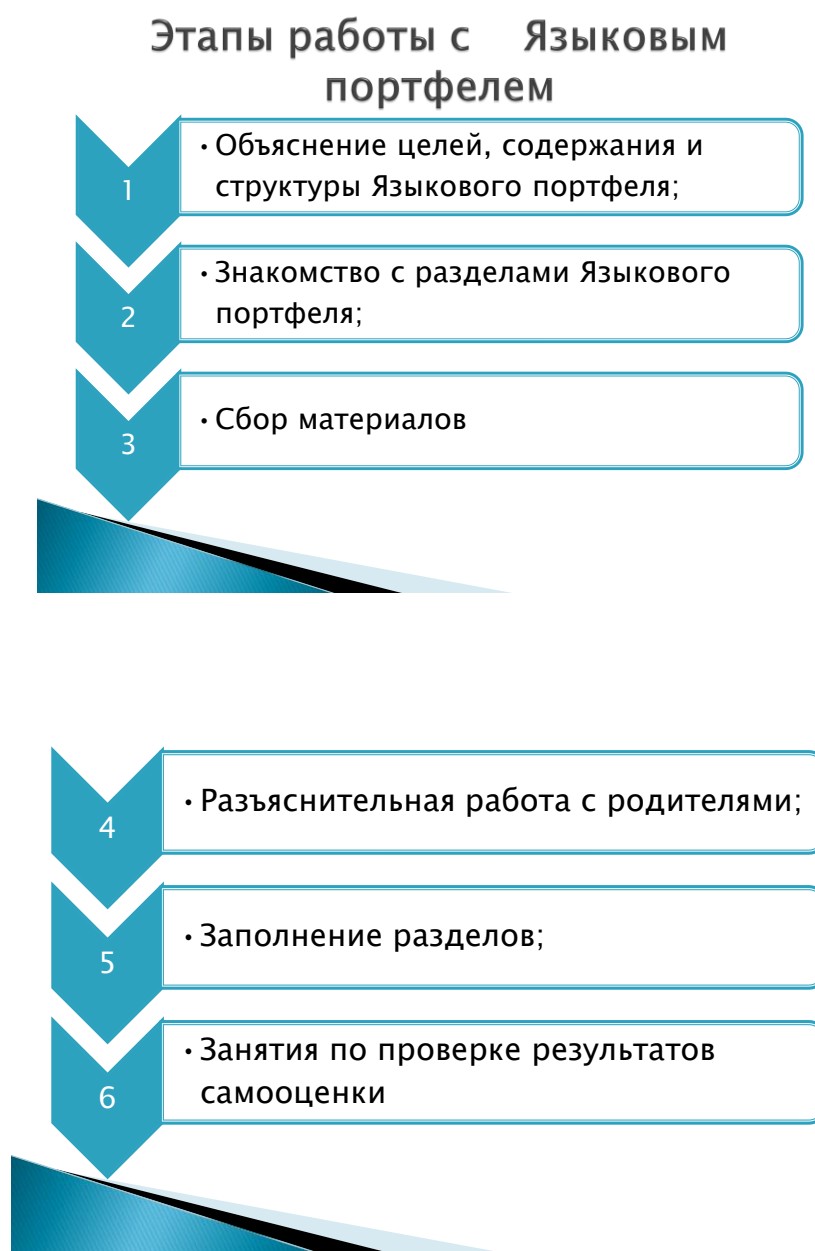 Этапы работы с Языковым
портфелем
1
• Объяснение целей, содержания и
структуры Языкового портфеля;
2
• Знакомство с разделами Языкового
портфеля;
3
• Сбор материалов
4
• Разъяснительная работа с родителями;
5
• Заполнение разделов;
6
• Занятия по проверке результатов
самооценки